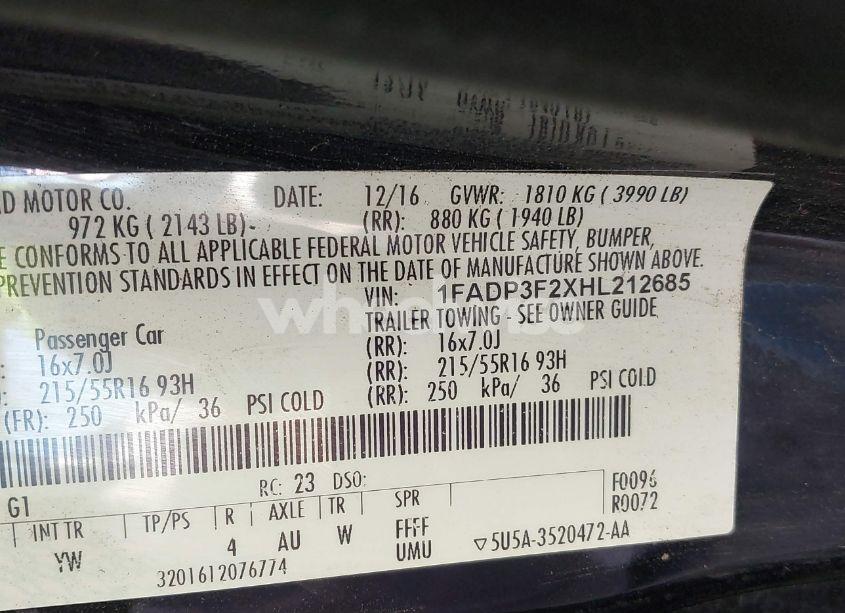 D MOTOR CO. DATE: 12/16 GVWR: 1810 KG ( 3990 LB)
972 KG ( 2143 LB)- (RR): 880 KG ( 1940 LB)
E CONFORMS TO ALL APPLICABLE FEDERAL MOTOR VEHICLE SAFETY, BUMPER,
PREVENTION STANDARDS IN EFFECT ON THE DATE OF MANUFACTURE SHOWN ABOVE.
VIN: 1FADP3F2XHL212685
Passenger Car TRAILER TOWING - SEE OWNER GUIDE
: 16x7.0J (RR): 16x7.0J
: 215/55R16 93H (RR): 215/55R16 93H
(FR): 250 kPa/ 36 PSI COLD (RR): 250 kPa/ 36 PSI COLD
RC: 23 DSO:
G1 F0096
INT TR TP/PS R AXLE TR SPR R0072
YW 4 AU W FFFF
UMU ▽5U5A-3520472-AA
3201612076774